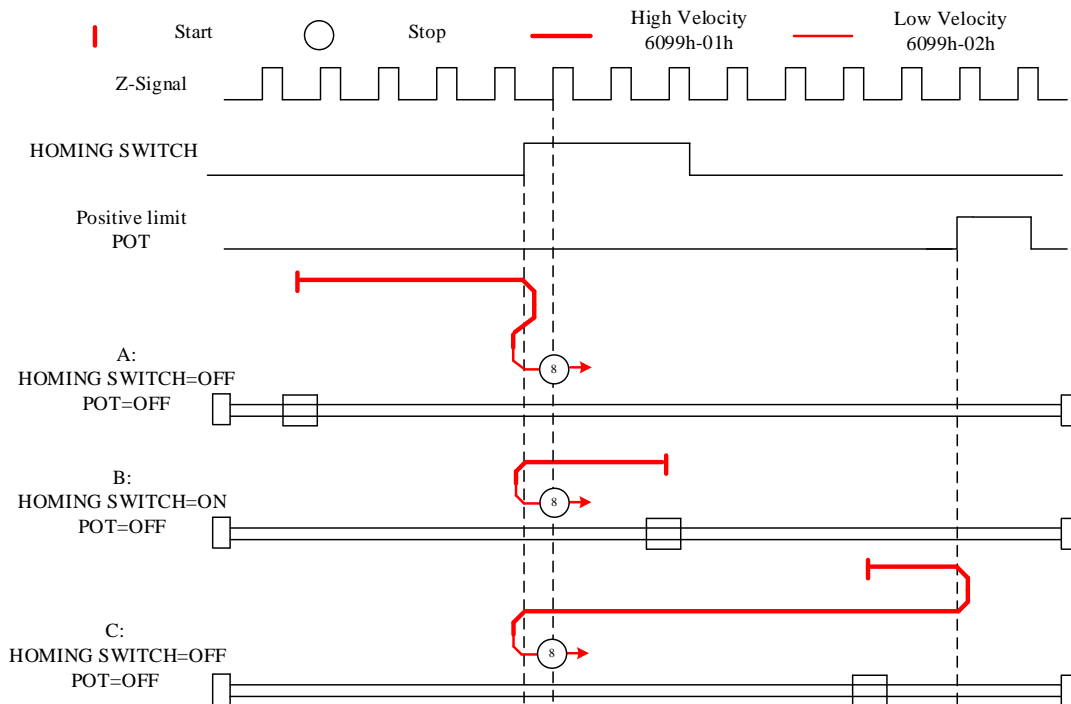 Start
Stop
High Velocity
6099h-01h
Low Velocity
6099h-02h
Z-Signal
HOMING SWITCH
Positive limit
POT
8
A:
HOMING SWITCH=OFF
POT=OFF
B:
HOMING SWITCH=ON
POT=OFF
8
C:
HOMING SWITCH=OFF
POT=OFF
8